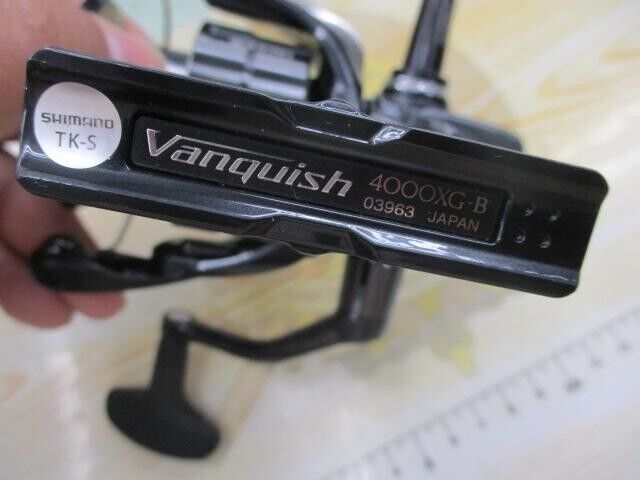 SHIMANO
TK-S
Vanquish
4000XG-B
03963 JAPAN